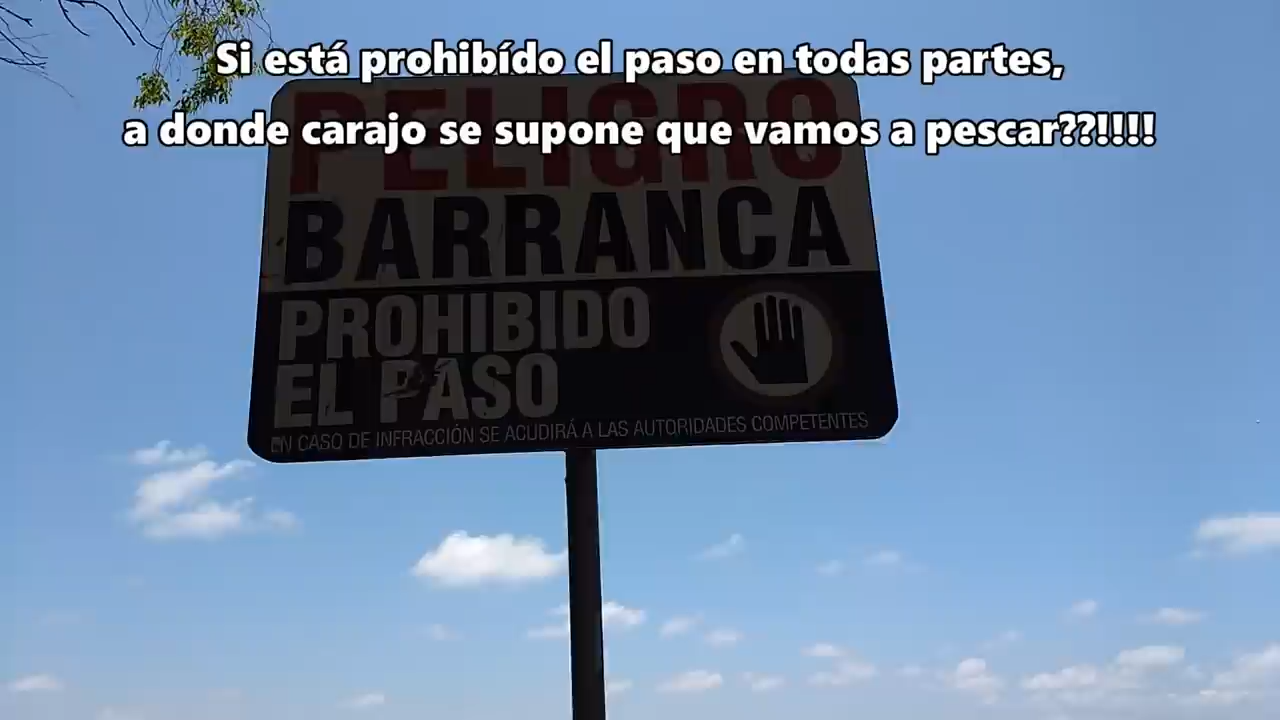 Si está prohibído el paso en todas partes,
a donde carajo se supone que vamos a pescar??!!!!
PELIGRO
BARRANCA
PROHIBIDO
EL PASO
EN CASO DE INFRACCIÓN SE ACUDIRÁ A LAS AUTORIDADES COMPETENTES